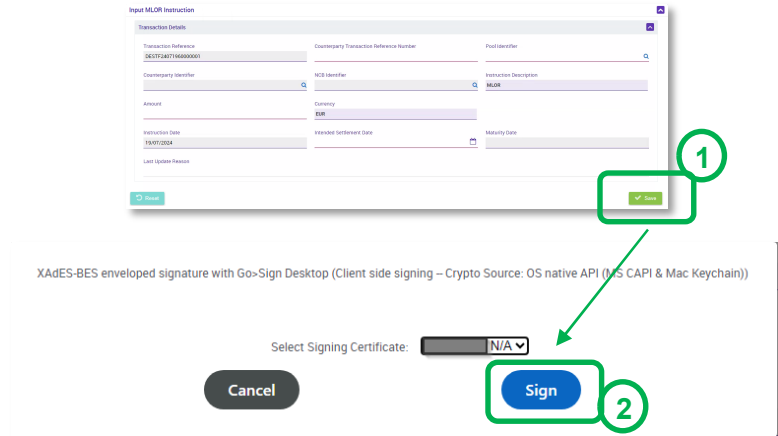 Input MLOR Instruction
Transaction Details
Transaction Reference Counterparty Transaction Reference Number Pool Identifier
DESTF24071960000001
Counterparty Identifier NCB Identifier Instruction Description
MLOR
Amount Currency
EUR
Instruction Date Intended Settlement Date Maturity Date
19/07/2024
Last Update Reason
Reset Save
1
XAdES-BES enveloped signature with Go>Sign Desktop (Client side signing – Crypto Source: OS native API (MS CAPI & Mac Keychain))
Select Signing Certificate: N/A
Cancel Sign
2